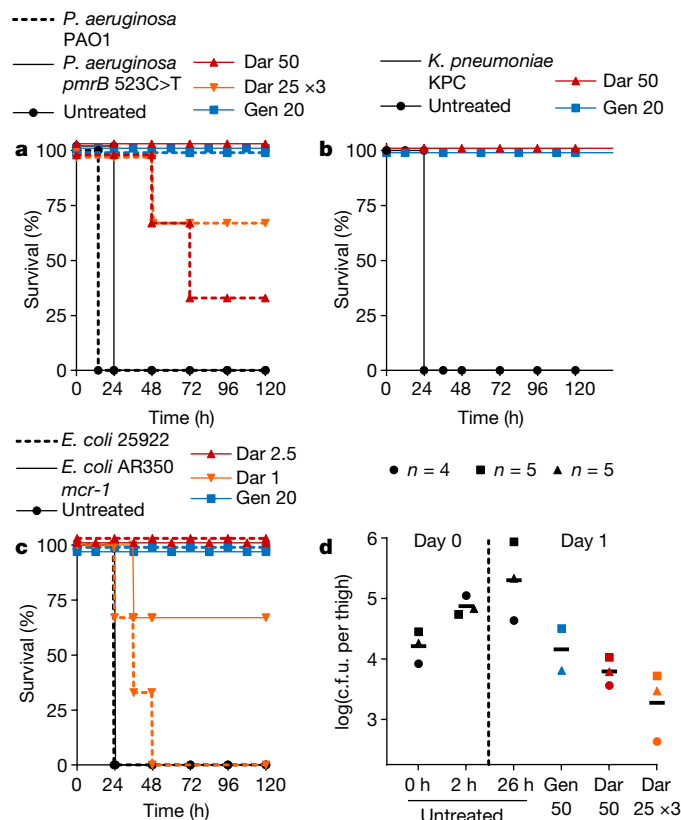 P. aeruginosa
PAO1
P. aeruginosa
pmrB 523C>T
Untreated
Dar 50
Dar 25 ×3
Gen 20
K. pneumoniae
KPC
Untreated
Dar 50
Gen 20
a
100
75
50
25
0
Survival (%)
0 24 48 72 96 120
Time (h)
b
100
75
50
25
0
Survival (%)
0 24 48 72 96 120
Time (h)
E. coli 25922
E. coli AR350
mcr-1
Untreated
Dar 2.5
Dar 1
Gen 20
c
100
75
50
25
0
Survival (%)
0 24 48 72 96 120
Time (h)
n = 4 n = 5 n = 5
d
Day 0 Day 1
6
5
4
3
log(c.f.u. per thigh)
0 h 2 h 26 h Gen Dar Dar
50 50 25 ×3
Untreated